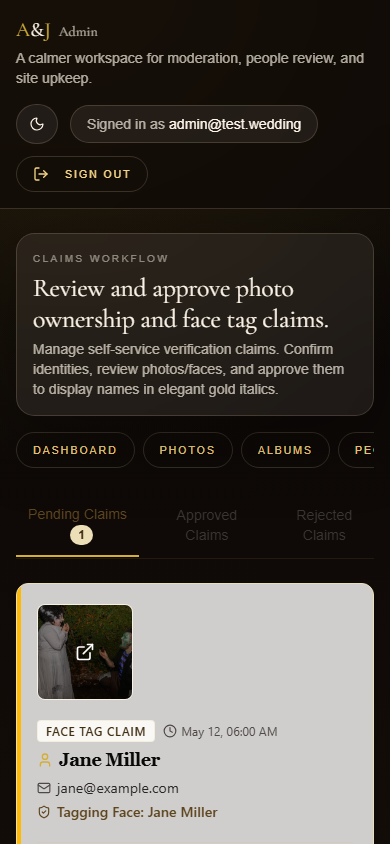 A&J Admin
A calmer workspace for moderation, people review, and
site upkeep.
Signed in as admin@test.wedding
SIGN OUT
CLAIMS WORKFLOW
Review and approve photo
ownership and face tag claims.
Manage self-service verification claims. Confirm
identities, review photos/faces, and approve them
to display names in elegant gold italics.
DASHBOARD PHOTOS ALBUMS
Pending Claims
1
Approved
Claims
Rejected
Claims
FACE TAG CLAIM May 12, 06:00 AM
Jane Miller
jane@example.com
Tagging Face: Jane Miller